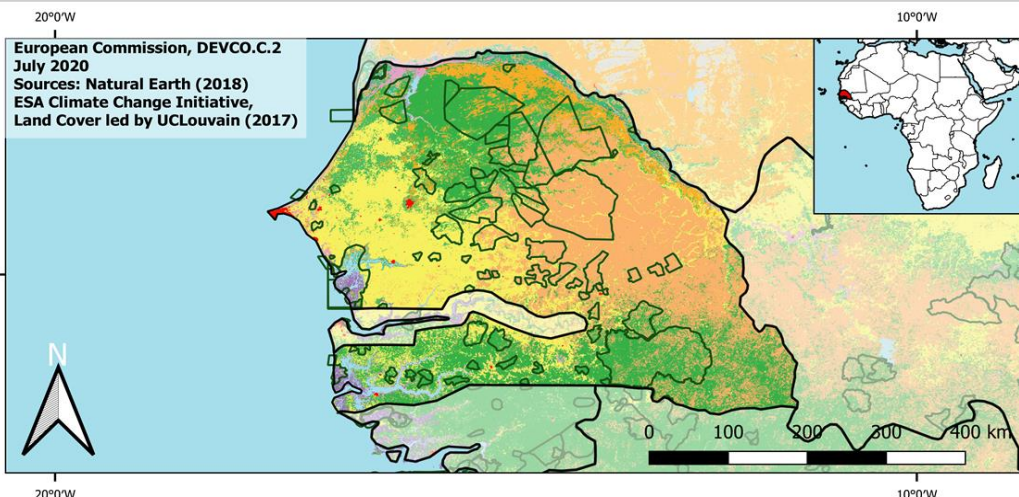 20°0'W
10°0'W
European Commission, DEVCO.C.2
July 2020
Sources: Natural Earth (2018)
ESA Climate Change Initiative,
Land Cover led by UCLouvain (2017)
N
0 100 200 300 400 km
20°0'W
10°0'W